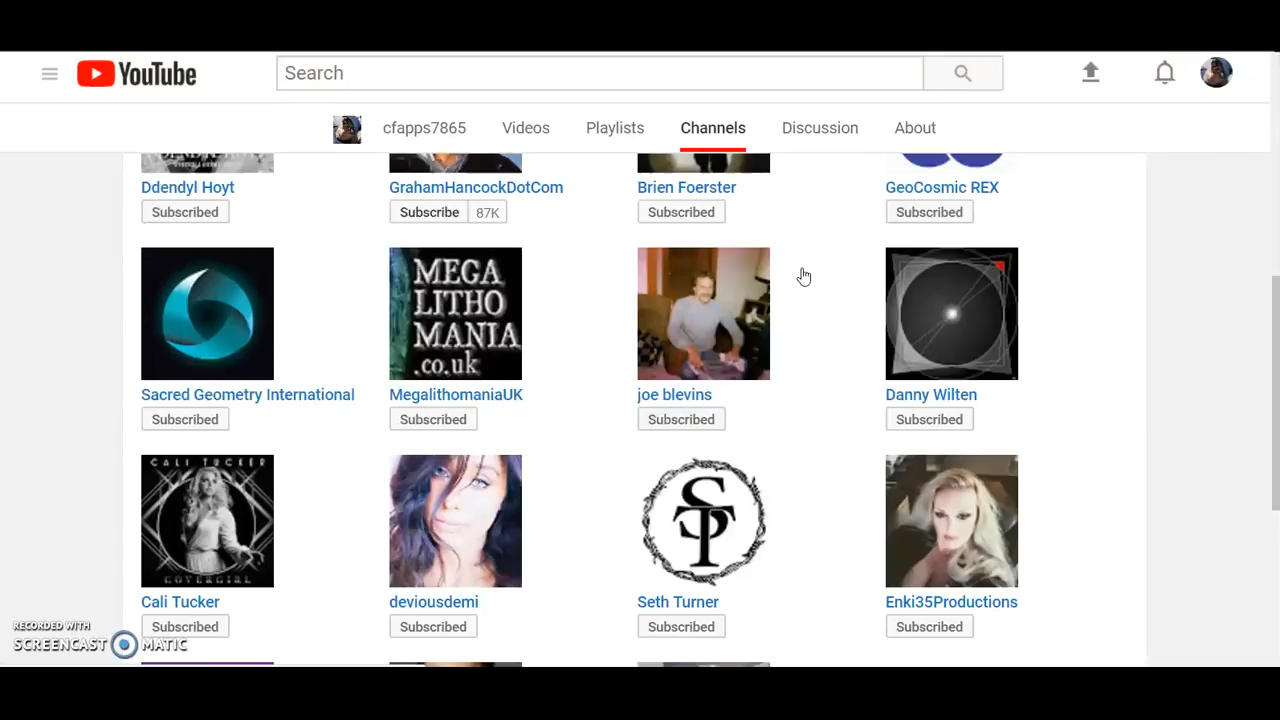 YouTube
Search
cfapps7865 Videos Playlists Channels Discussion About
Ddendyl Hoyt GrahamHancockDotCom Brien Foerster GeoCosmic REX
Subscribed Subscribe 87K Subscribed Subscribed
MEGA
LITHO
MANIA
.co.uk
Sacred Geometry International MegalithomaniaUK joe blevins Danny Wilten
Subscribed Subscribed Subscribed Subscribed
CALI TUCKER
COVERGIRL
ST
Cali Tucker deviousdemi Seth Turner Enki35Productions
Subscribed Subscribed Subscribed Subscribed
RECORDED WITH
SCREENCAST MATIC